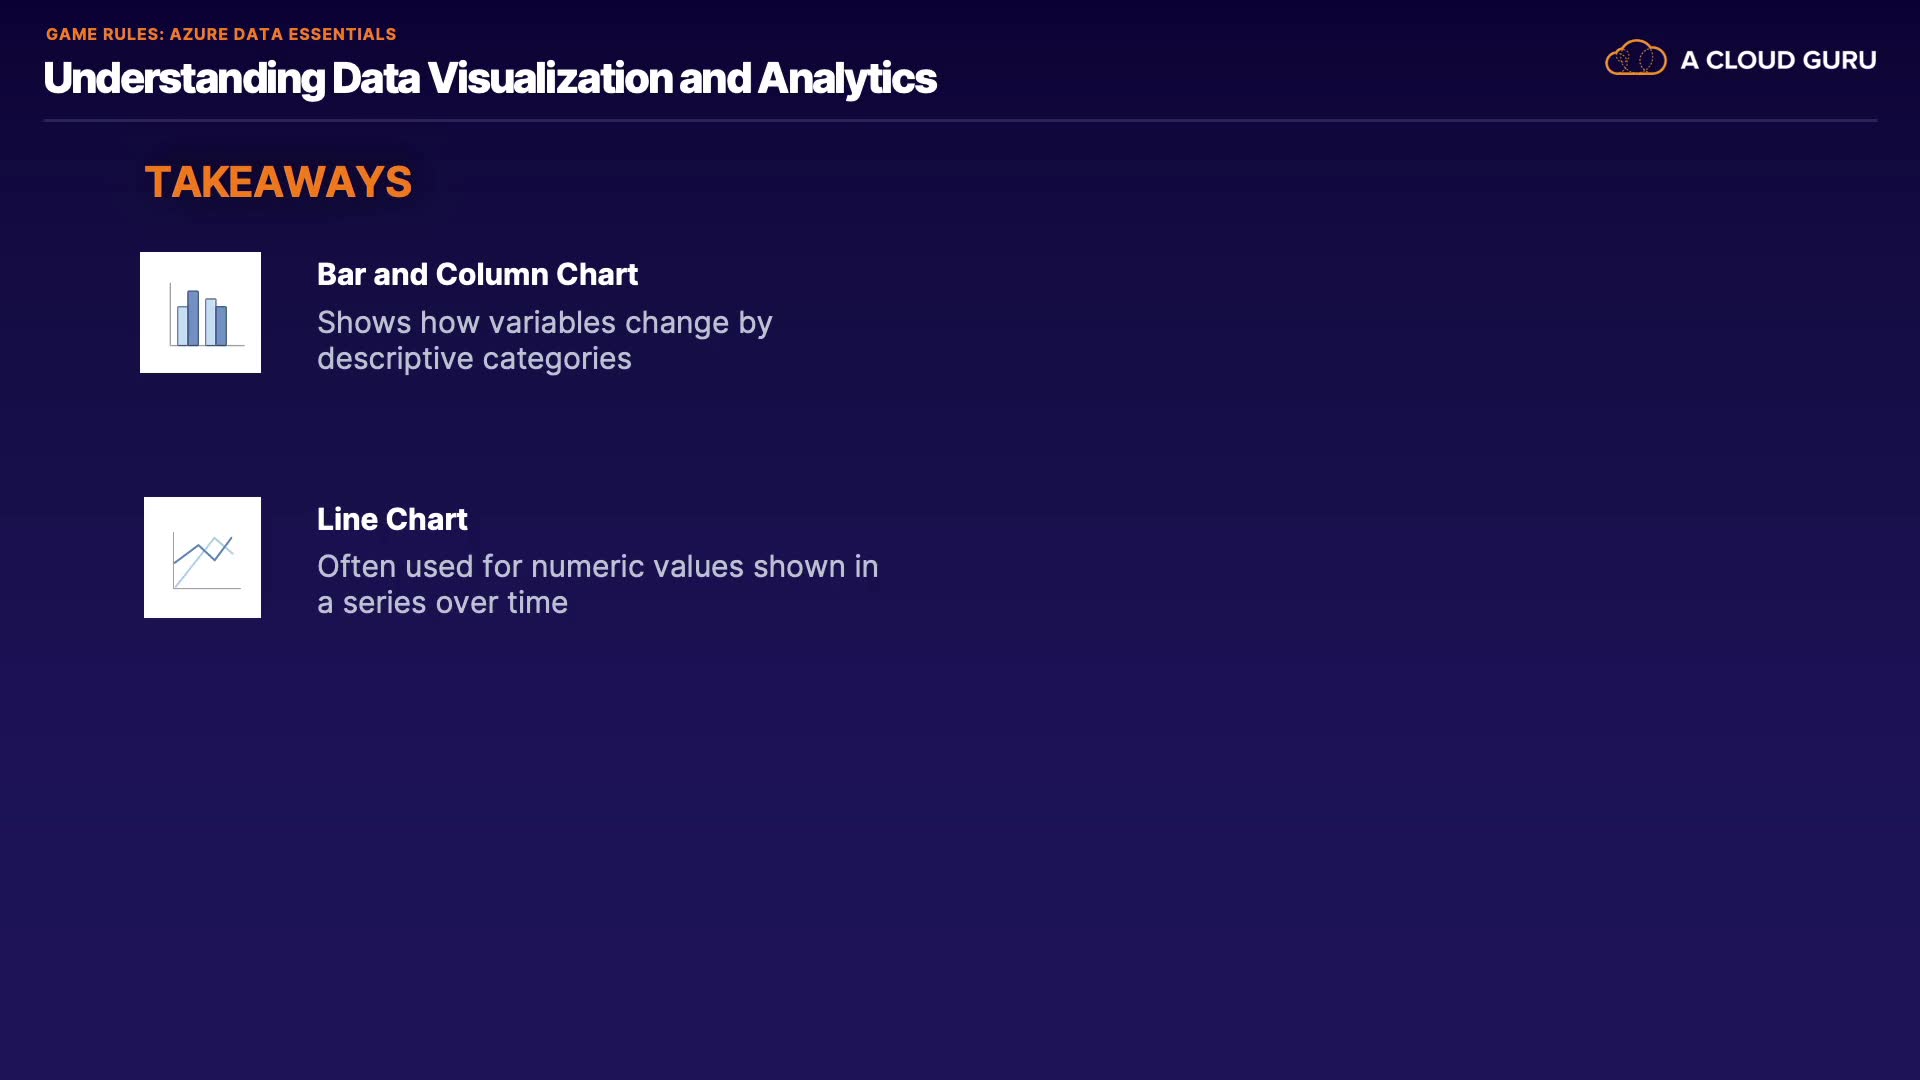 GAME RULES: AZURE DATA ESSENTIALS
Understanding Data Visualization and Analytics
A CLOUD GURU
TAKEAWAYS
Bar and Column Chart
Shows how variables change by
descriptive categories
Line Chart
Often used for numeric values shown in
a series over time